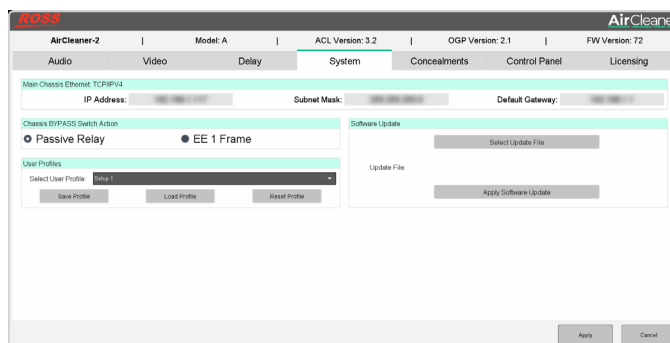 ROSS
AirCleane
AirCleaner-2 | Model: A | ACL Version: 3.2 | OGP Version: 2.1 | FW Version: 72
Audio Video Delay System Concealments Control Panel Licensing
Main Chassis Ethernet TCP/IPV4
IP Address: Subnet Mask: Default Gateway:
Chassis BYPASS Switch Action
Passive Relay EE 1 Frame
Software Update
Select Update File
User Profiles
Update File:
Select User Profile: Setup 1
Save Profile Load Profile Reset Profile
Apply Software Update
Apply Cancel